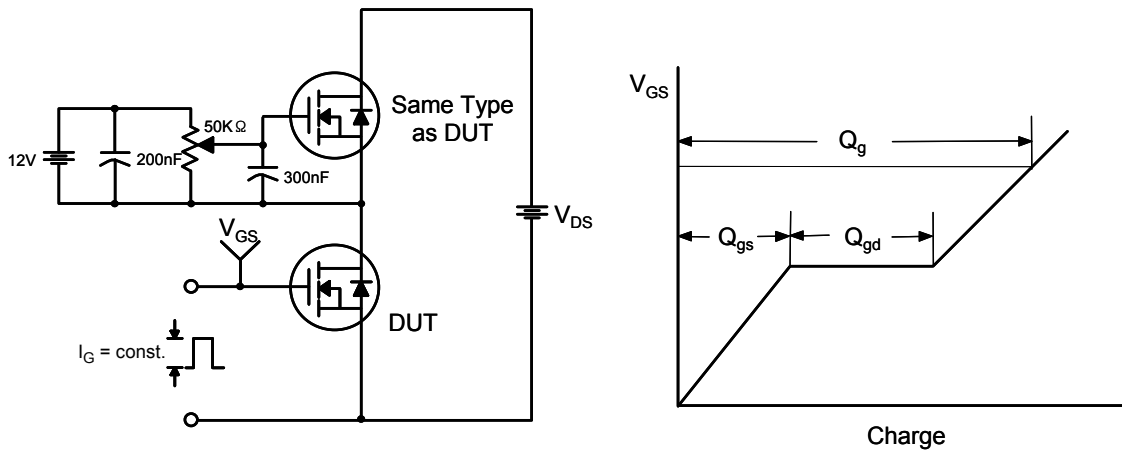 Same Type
as DUT
50KΩ
12V
200nF
300nF
V_GS
V_DS
DUT
I_G = const.
V_GS
Q_g
Q_gs
Q_gd
Charge